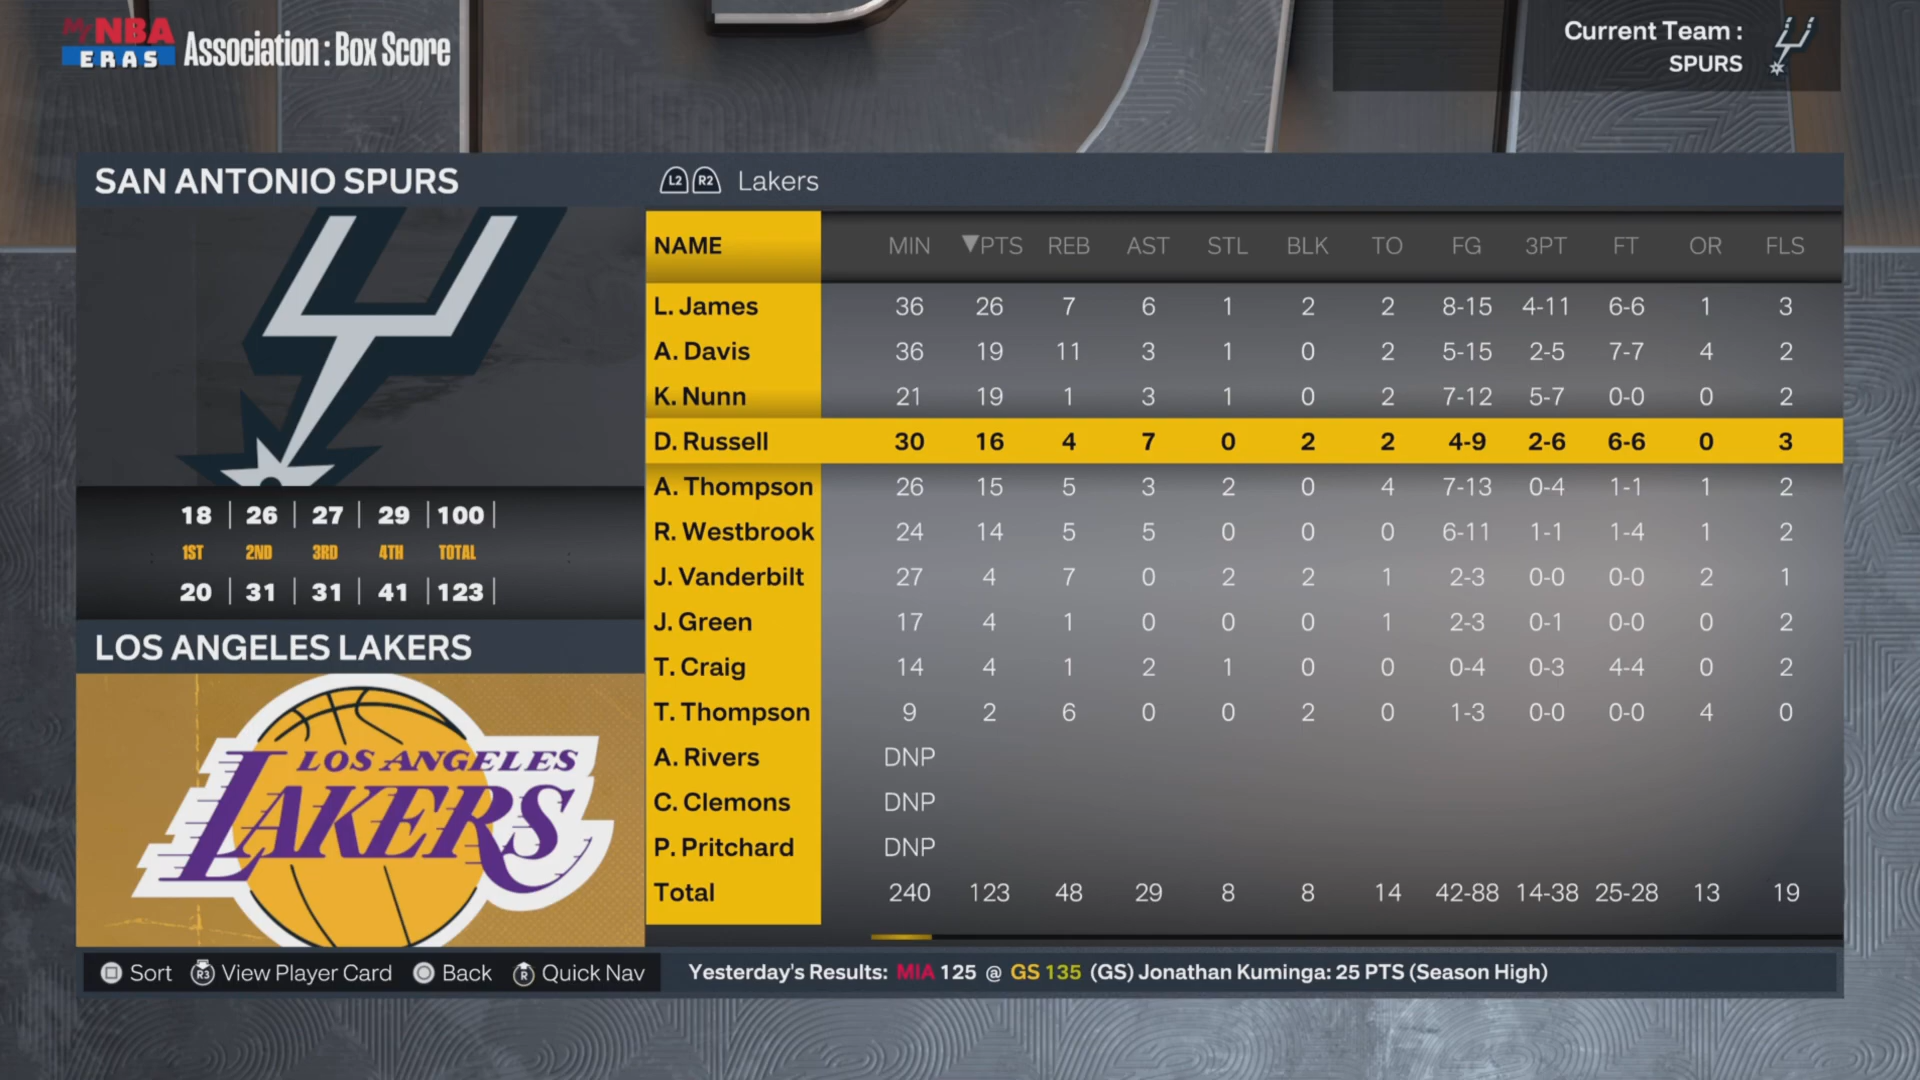 MyNBA ERAS Association : Box Score
Current Team :
SPURS
SAN ANTONIO SPURS
18 | 26 | 27 | 29 | 100 |
1ST 2ND 3RD 4TH TOTAL
20 | 31 | 31 | 41 | 123 |
LOS ANGELES LAKERS
LOS ANGELES
LAKERS
L2 R2 Lakers
NAME MIN ▼PTS REB AST STL BLK TO FG 3PT FT OR FLS
L. James 36 26 7 6 1 2 2 8-15 4-11 6-6 1 3
A. Davis 36 19 11 3 1 0 2 5-15 2-5 7-7 4 2
K. Nunn 21 19 1 3 1 0 2 7-12 5-7 0-0 0 2
D. Russell 30 16 4 7 0 2 2 4-9 2-6 6-6 0 3
A. Thompson 26 15 5 3 2 0 4 7-13 0-4 1-1 1 2
R. Westbrook 24 14 5 5 0 0 0 6-11 1-1 1-4 1 2
J. Vanderbilt 27 4 7 0 2 2 1 2-3 0-0 0-0 2 1
J. Green 17 4 1 0 0 0 1 2-3 0-1 0-0 0 2
T. Craig 14 4 1 2 1 0 0 0-4 0-3 4-4 0 2
T. Thompson 9 2 6 0 0 2 0 1-3 0-0 0-0 4 0
A. Rivers DNP
C. Clemons DNP
P. Pritchard DNP
Total 240 123 48 29 8 8 14 42-88 14-38 25-28 13 19
Sort R3 View Player Card Back R Quick Nav
Yesterday's Results: MIA 125 @ GS 135 (GS) Jonathan Kuminga: 25 PTS (Season High)